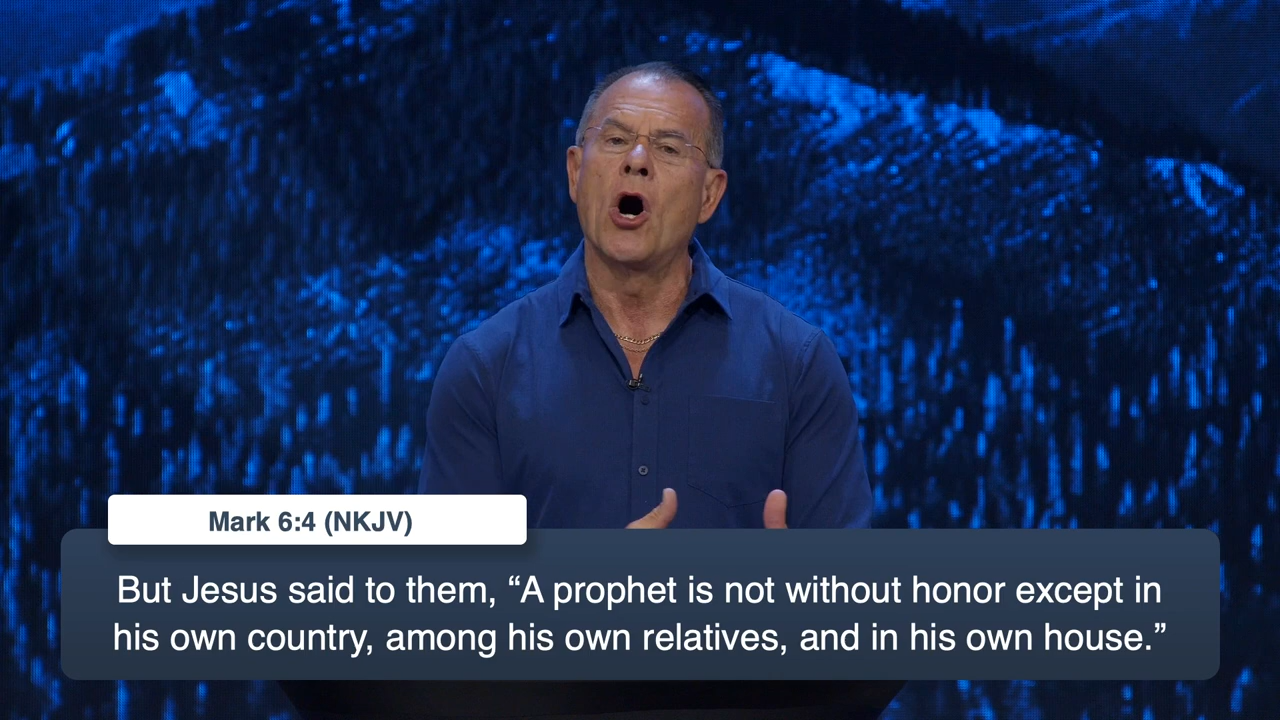 Mark 6:4 (NKJV)
But Jesus said to them, “A prophet is not without honor except in
his own country, among his own relatives, and in his own house.”